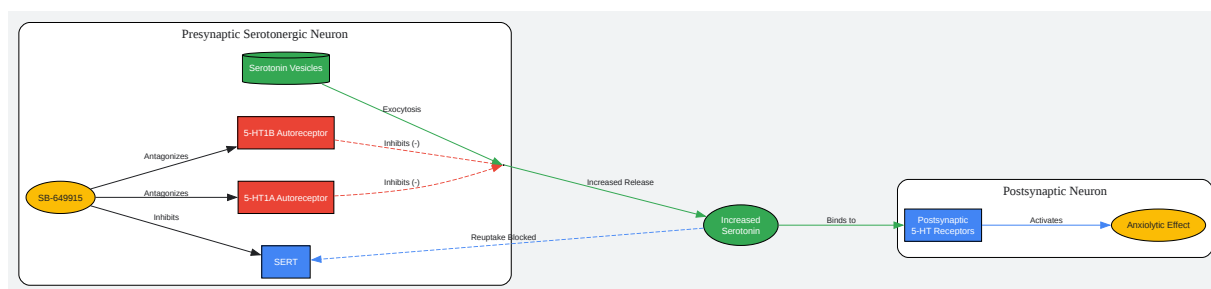 Presynaptic Serotonergic Neuron
Serotonin Vesicles
Exocytosis
5-HT1B Autoreceptor
Inhibits (-)
Antagonizes
Inhibits (-)
Increased Release
SB-649915
Antagonizes
5-HT1A Autoreceptor
Inhibits
Reuptake Blocked
SERT
Increased
Serotonin
Binds to
Postsynaptic Neuron
Postsynaptic
5-HT Receptors
Activates
Anxiolytic Effect